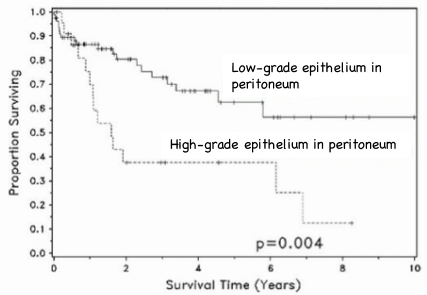 1.0
0.9
0.8
0.7
0.6
0.5
0.4
0.3
0.2
0.1
0.0
Proportion Surviving
Low-grade epithelium in
peritoneum
High-grade epithelium in peritoneum
p=0.004
0 2 4 6 8 10
Survival Time (Years)